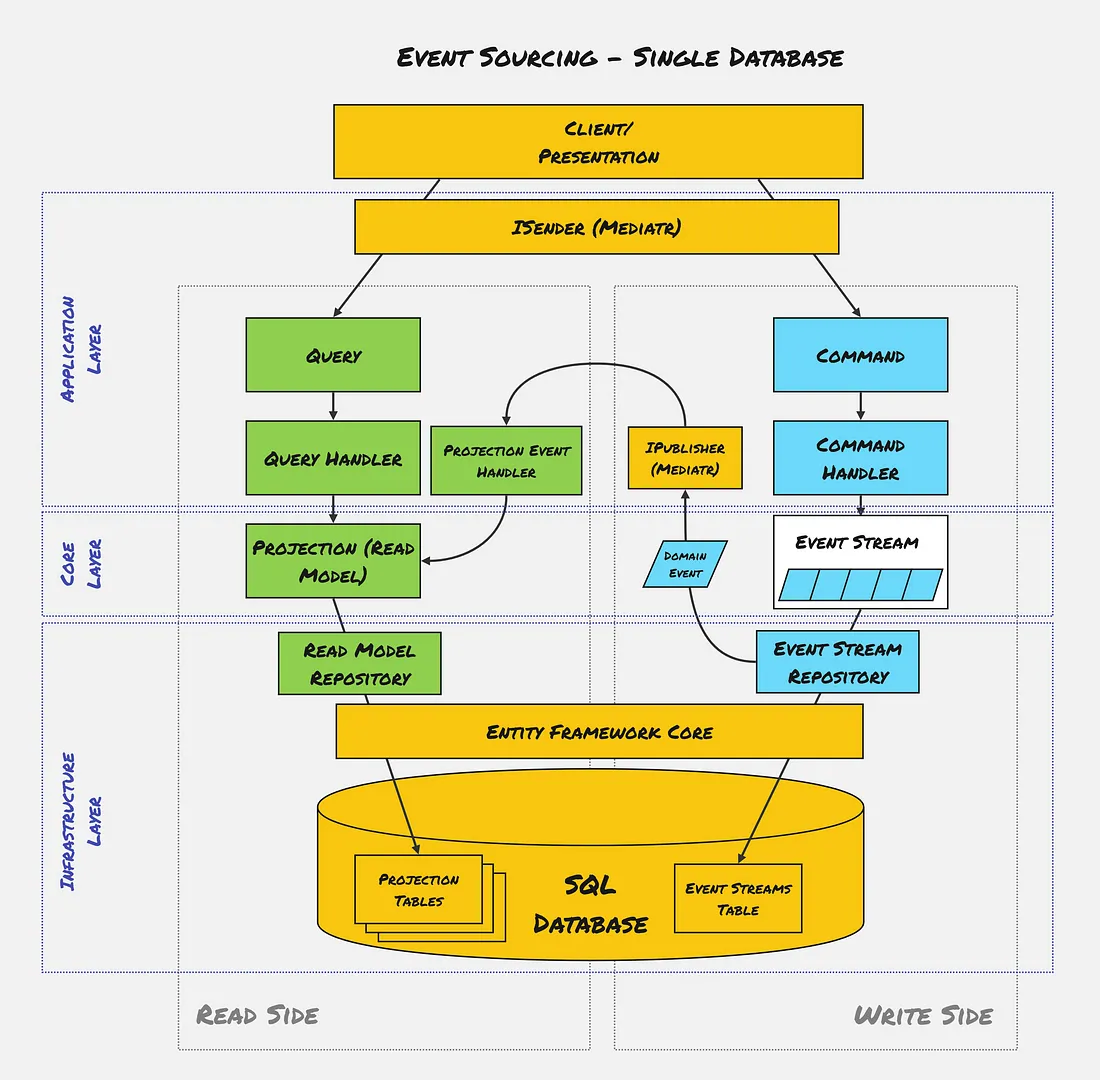 Event Sourcing - Single Database
Client/
Presentation
ISender (Mediatr)
Application
Layer
Query
Command
Query Handler
Projection Event
Handler
IPublisher
(Mediatr)
Command
Handler
Core
Layer
Projection (Read
Model)
Domain
Event
Event Stream
Infrastructure
Layer
Read Model
Repository
Event Stream
Repository
Entity Framework Core
Projection
Tables
SQL
Database
Event Streams
Table
Read Side
Write Side